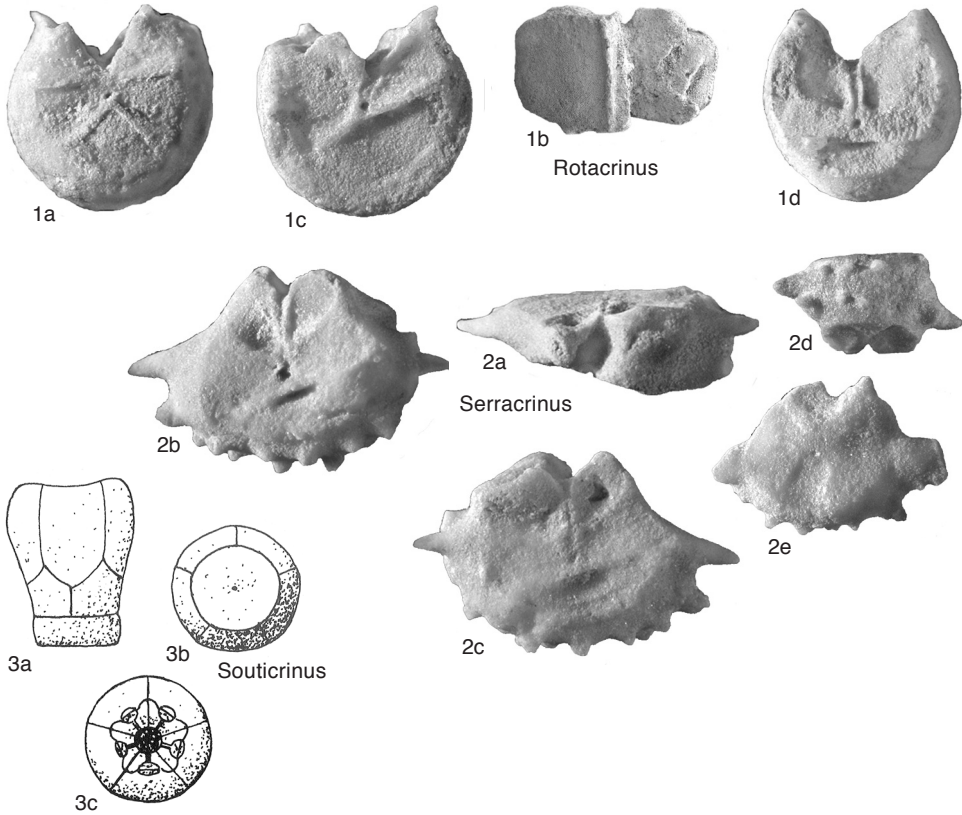 1a
1c
1b
Rotacrinus
1d
2b
2a
Serracrinus
2d
2e
2c
3a
3b
Souticrinus
3c